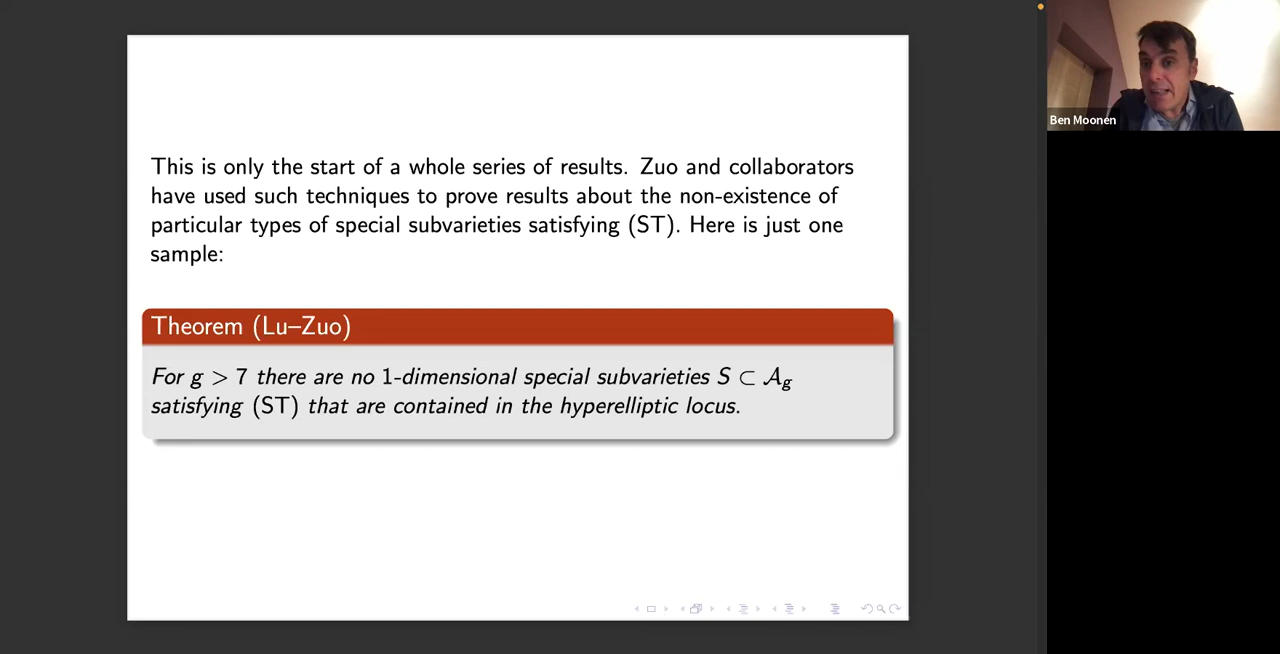 This is only the start of a whole series of results. Zuo and collaborators
have used such techniques to prove results about the non-existence of
particular types of special subvarieties satisfying (ST). Here is just one
sample:
Theorem (Lu–Zuo)
For g > 7 there are no 1-dimensional special subvarieties S ⊂ 𝒜_g
satisfying (ST) that are contained in the hyperelliptic locus.
Ben Moonen